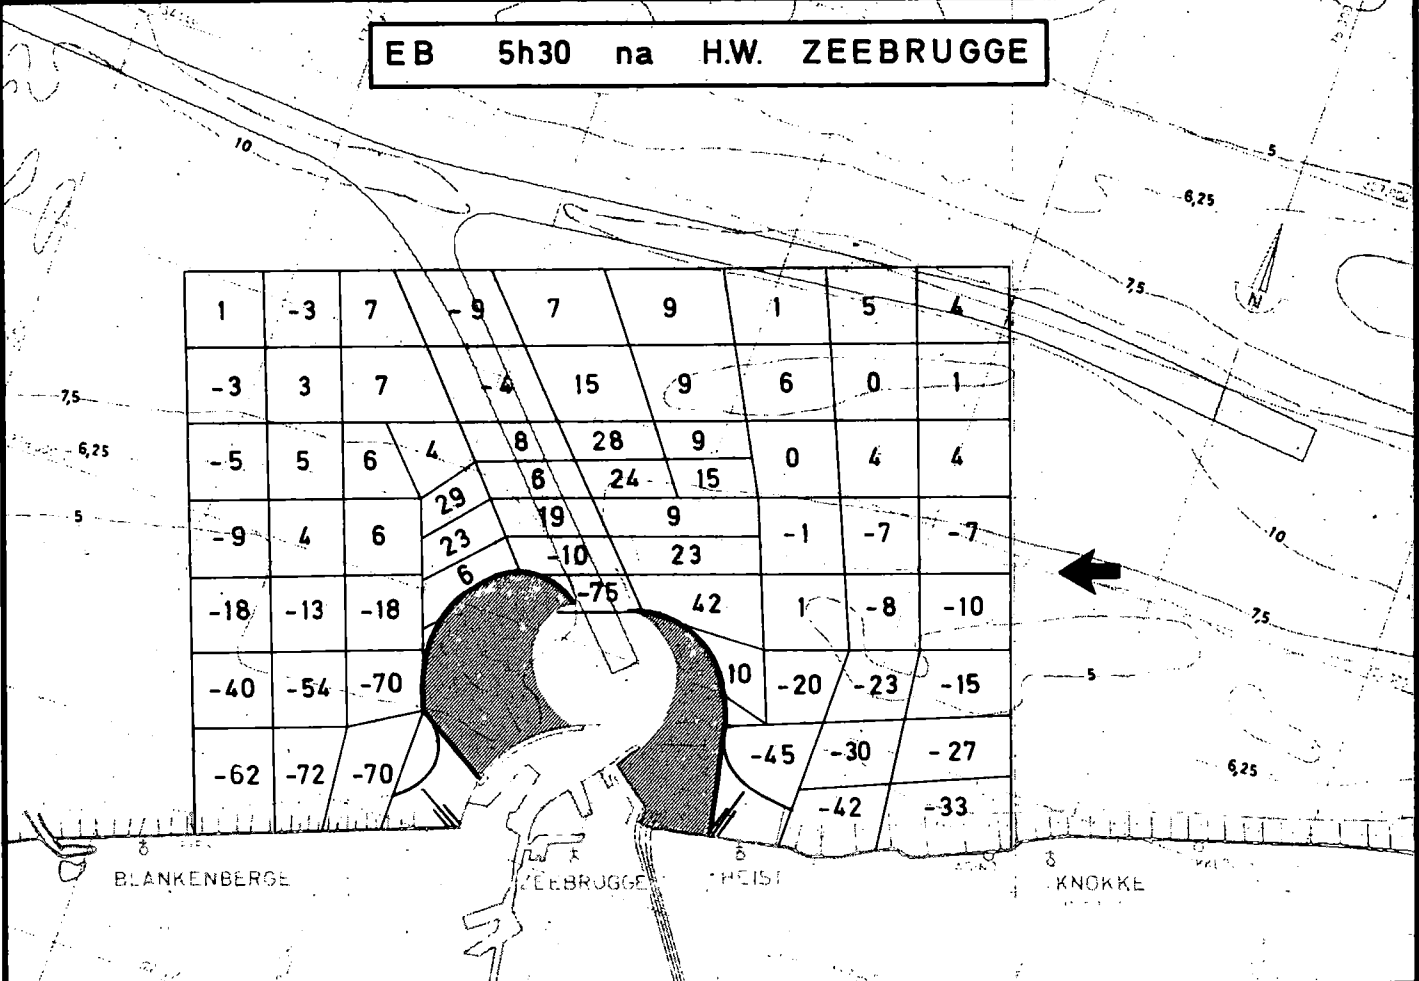 EB 5h30 na H.W. ZEEBRUGGE
10
5
6,25
7,5
N
1 -3 7 -9 7 9 1 5 4
-3 3 7 -4 15 9 6 0 1
7,5
-5 5 6 4 8 28 9 0 4 4
6,25
6 24 15
29
5
-9 4 6 23 19 9 -1 -7 -7
10
6 -10 23
-18 -13 -18 -75 42 1 -8 -10
7,5
-40 -54 -70 10 -20 -23 -15
5
-62 -72 -70 -45 -30 -27
6,25
-42 -33
BLANKENBERGE ZEEBRUGGE HEIST KNOKKE